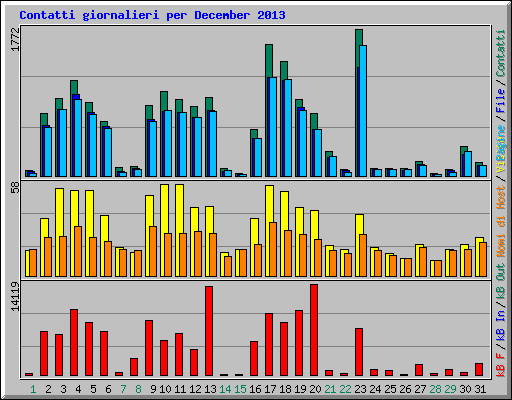 Contatti giornalieri per December 2013
1772
58
14119
kB F / kB In / kB Out Nomi di Host / Visite
Pagine / File / Contatti
1 2 3 4 5 6 7 8 9 10 11 12 13 14 15 16 17 18 19 20 21 22 23 24 25 26 27 28 29 30 31